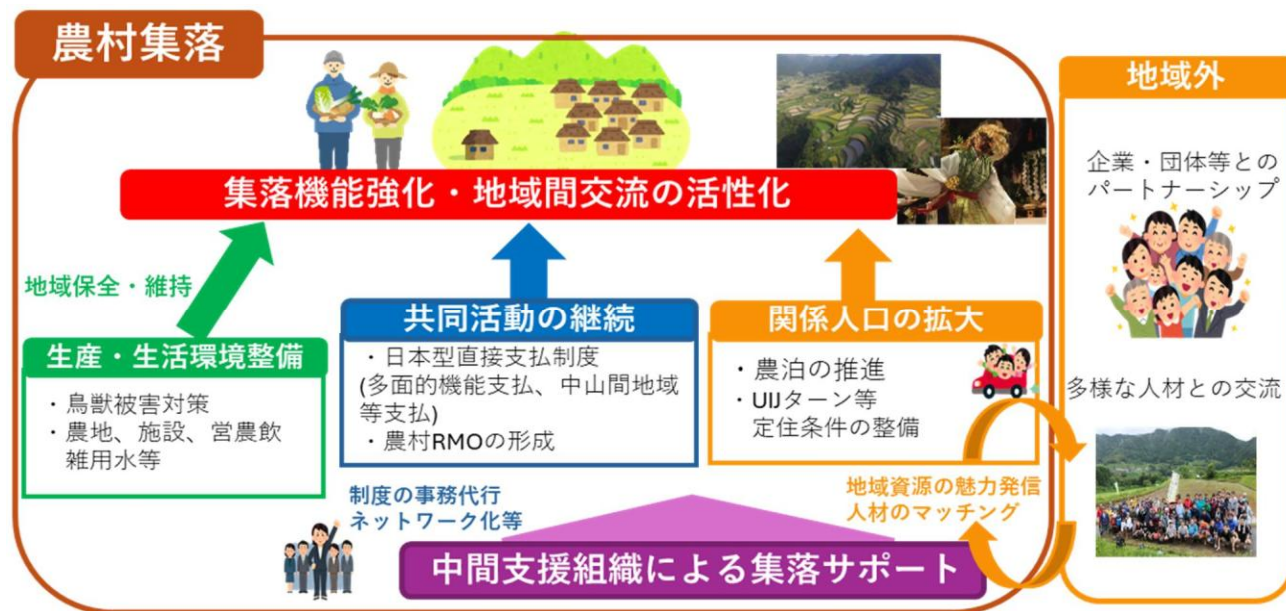 農村集落
集落機能強化・地域間交流の活性化
地域保全・維持
生産・生活環境整備
・鳥獣被害対策
・農地、施設、営農飲
雑用水等
共同活動の継続
・日本型直接支払制度
(多面的機能支払、中山間地域
等支払)
・農村RMOの形成
関係人口の拡大
・農泊の推進
・UIJターン等
定住条件の整備
制度の事務代行
ネットワーク化等
地域資源の魅力発信
人材のマッチング
中間支援組織による集落サポート
地域外
企業・団体等との
パートナーシップ
多様な人材との交流